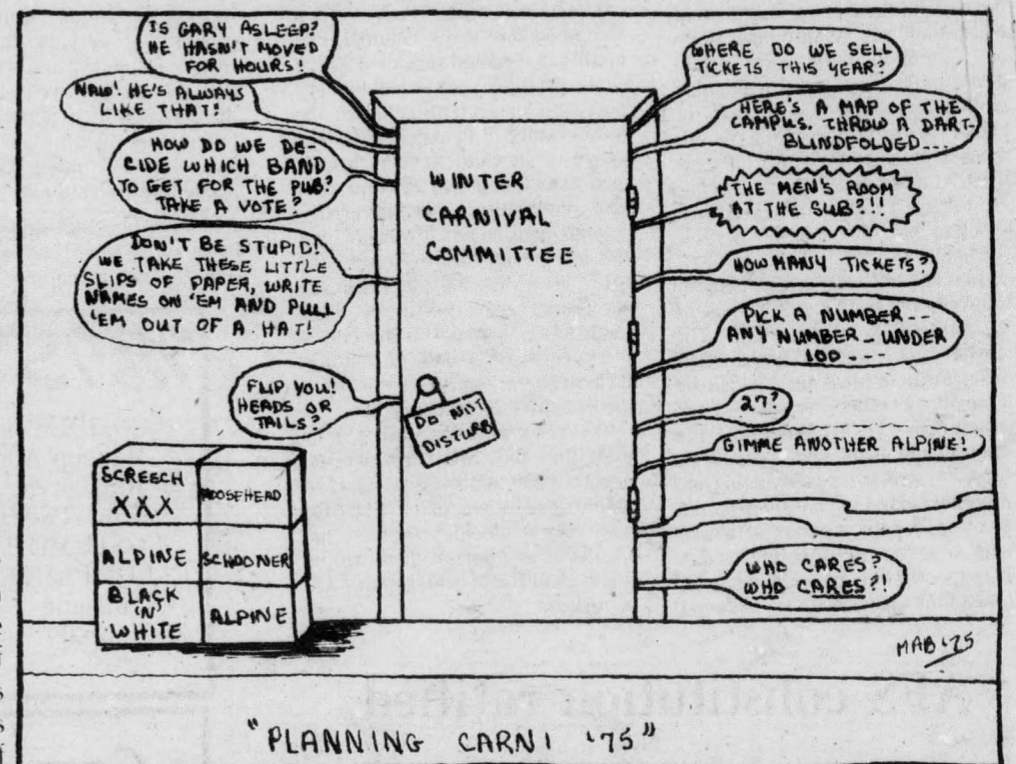 IS GARY ASLEEP?
HE HASN'T MOVED
FOR HOURS!
NAW! HE'S ALWAYS
LIKE THAT!
HOW DO WE DE-
CIDE WHICH BAND
TO GET FOR THE PUB?
TAKE A VOTE?
DON'T BE STUPID!
WE TAKE THESE LITTLE
SLIPS OF PAPER, WRITE
NAMES ON 'EM AND PULL
'EM OUT OF A HAT!
FLIP YOU!
HEADS OR
TAILS?
WINTER
CARNIVAL
COMMITTEE
DO NOT
DISTURB
WHERE DO WE SELL
TICKETS THIS YEAR?
HERE'S A MAP OF THE
CAMPUS. THROW A DART-
BLINDFOLDED---
THE MEN'S ROOM
AT THE SUB?!!
HOW MANY TICKETS?
PICK A NUMBER -
ANY NUMBER - UNDER
100 ---
27?
GIMME ANOTHER ALPINE!
WHO CARES?
WHO CARES?!
SCREECH
XXX
MOOSEHEAD
ALPINE
SCHOONER
BLACK
'N'
WHITE
ALPINE
MAB '75
"PLANNING CARNI '75"